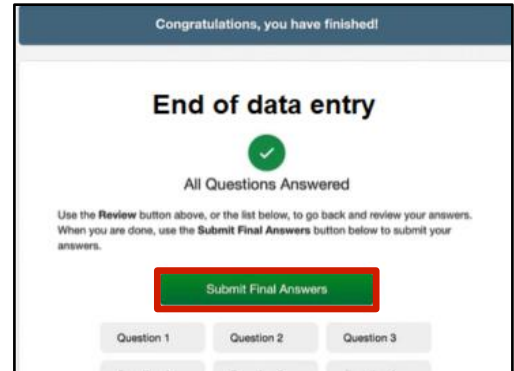 Congratulations, you have finished!
End of data entry
All Questions Answered
Use the Review button above, or the list below, to go back and review your answers.
When you are done, use the Submit Final Answers button below to submit your
answers.
Submit Final Answers
Question 1 Question 2 Question 3